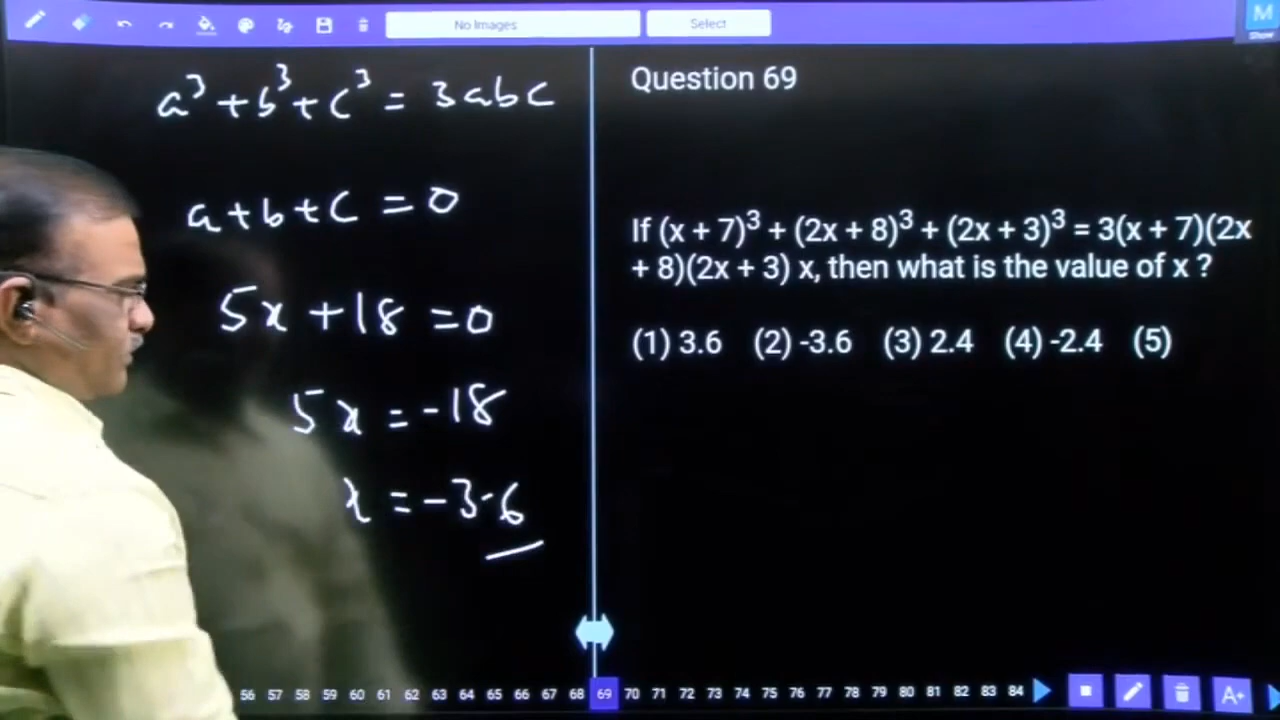 No Images
Select
M
Show
a³ + b³ + c³ = 3abc
a + b + c = 0
5x + 18 = 0
5x = -18
x = -3.6
Question 69
If (x + 7)³ + (2x + 8)³ + (2x + 3)³ = 3(x + 7)(2x
+ 8)(2x + 3) x, then what is the value of x ?
(1) 3.6 (2) -3.6 (3) 2.4 (4) -2.4 (5)
56 57 58 59 60 61 62 63 64 65 66 67 68 69 70 71 72 73 74 75 76 77 78 79 80 81 82 83 84
A+